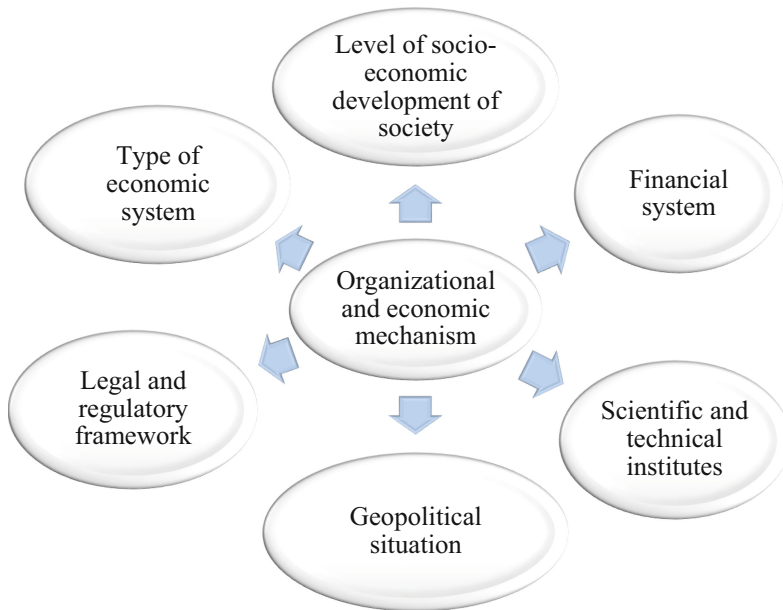 Level of socio-
economic
development of
society
Type of
economic
system
Financial
system
Organizational
and economic
mechanism
Legal and
regulatory
framework
Scientific and
technical
institutes
Geopolitical
situation